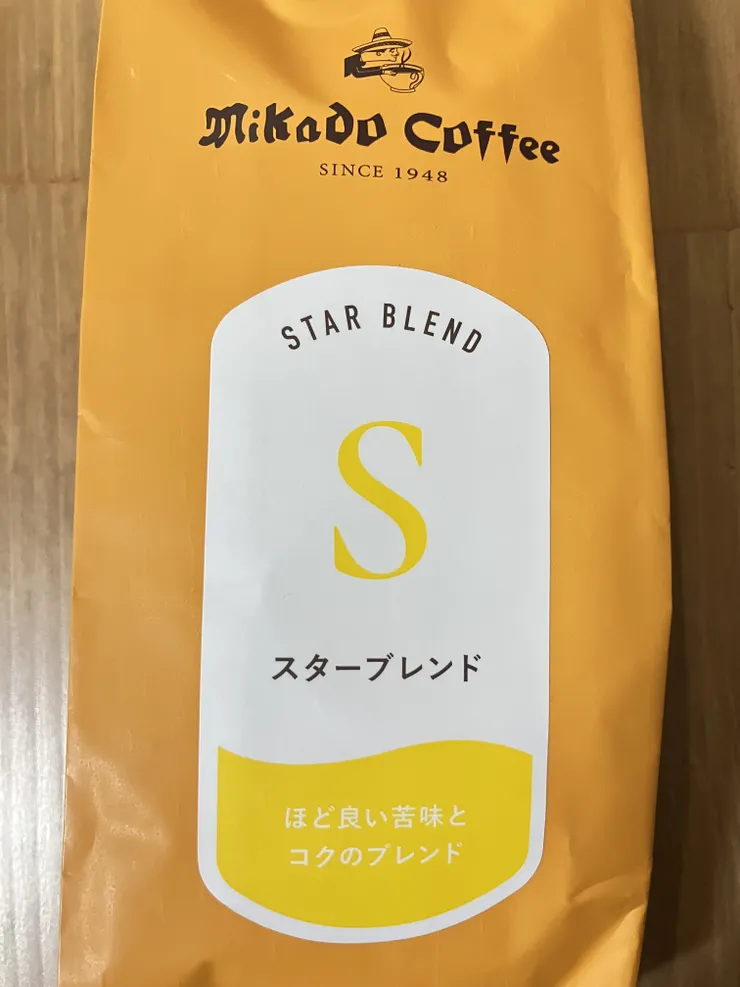 Mikado Coffee
SINCE 1948
STAR BLEND
S
スターブレンド
ほど良い苦味と
コクのブレンド